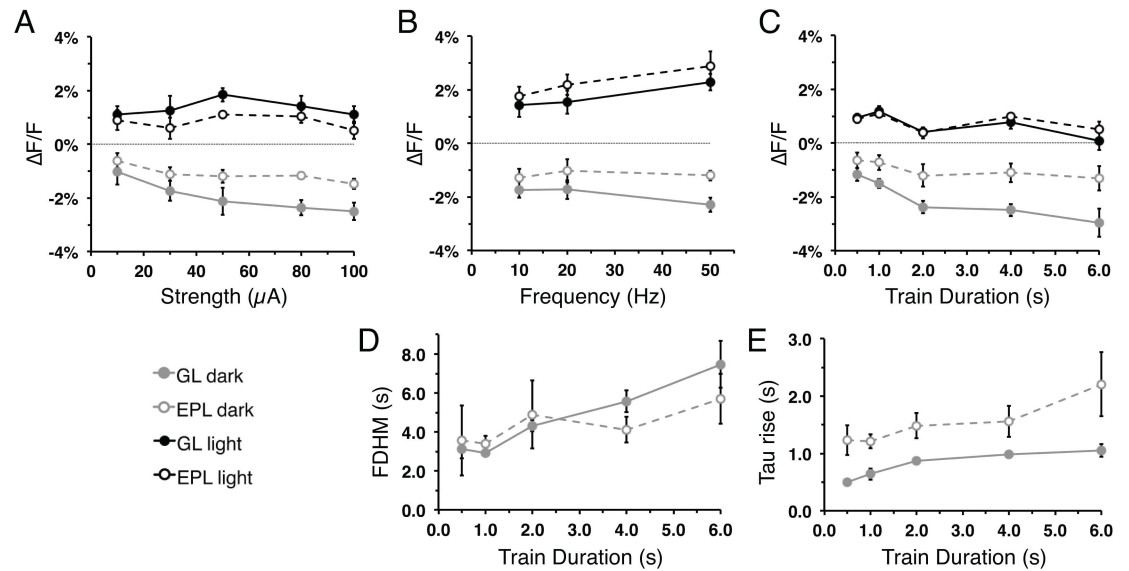 A
4%
2%
0%
-2%
-4%
ΔF/F
0 20 40 60 80 100
Strength (µA)
B
4%
2%
0%
-2%
-4%
ΔF/F
0 10 20 30 40 50
Frequency (Hz)
C
4%
2%
0%
-2%
-4%
ΔF/F
0.0 1.0 2.0 3.0 4.0 5.0 6.0
Train Duration (s)
GL dark
EPL dark
GL light
EPL light
D
8.0
6.0
4.0
2.0
0.0
FDHM (s)
0.0 1.0 2.0 3.0 4.0 5.0 6.0
Train Duration (s)
E
3.0
2.0
1.0
0.0
Tau rise (s)
0.0 1.0 2.0 3.0 4.0 5.0 6.0
Train Duration (s)